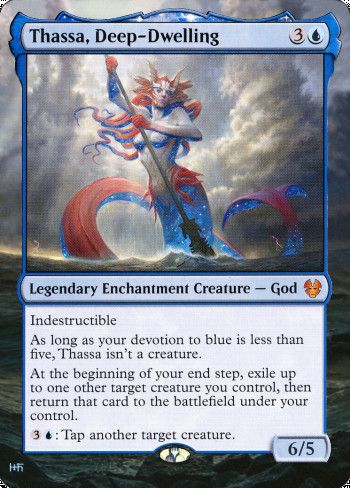 Thassa, Deep-Dwelling 3
Legendary Enchantment Creature — God
Indestructible
As long as your devotion to blue is less than
five, Thassa isn't a creature.
At the beginning of your end step, exile up
to one other target creature you control, then
return that card to the battlefield under your
control.
3 : Tap another target creature.
6/5